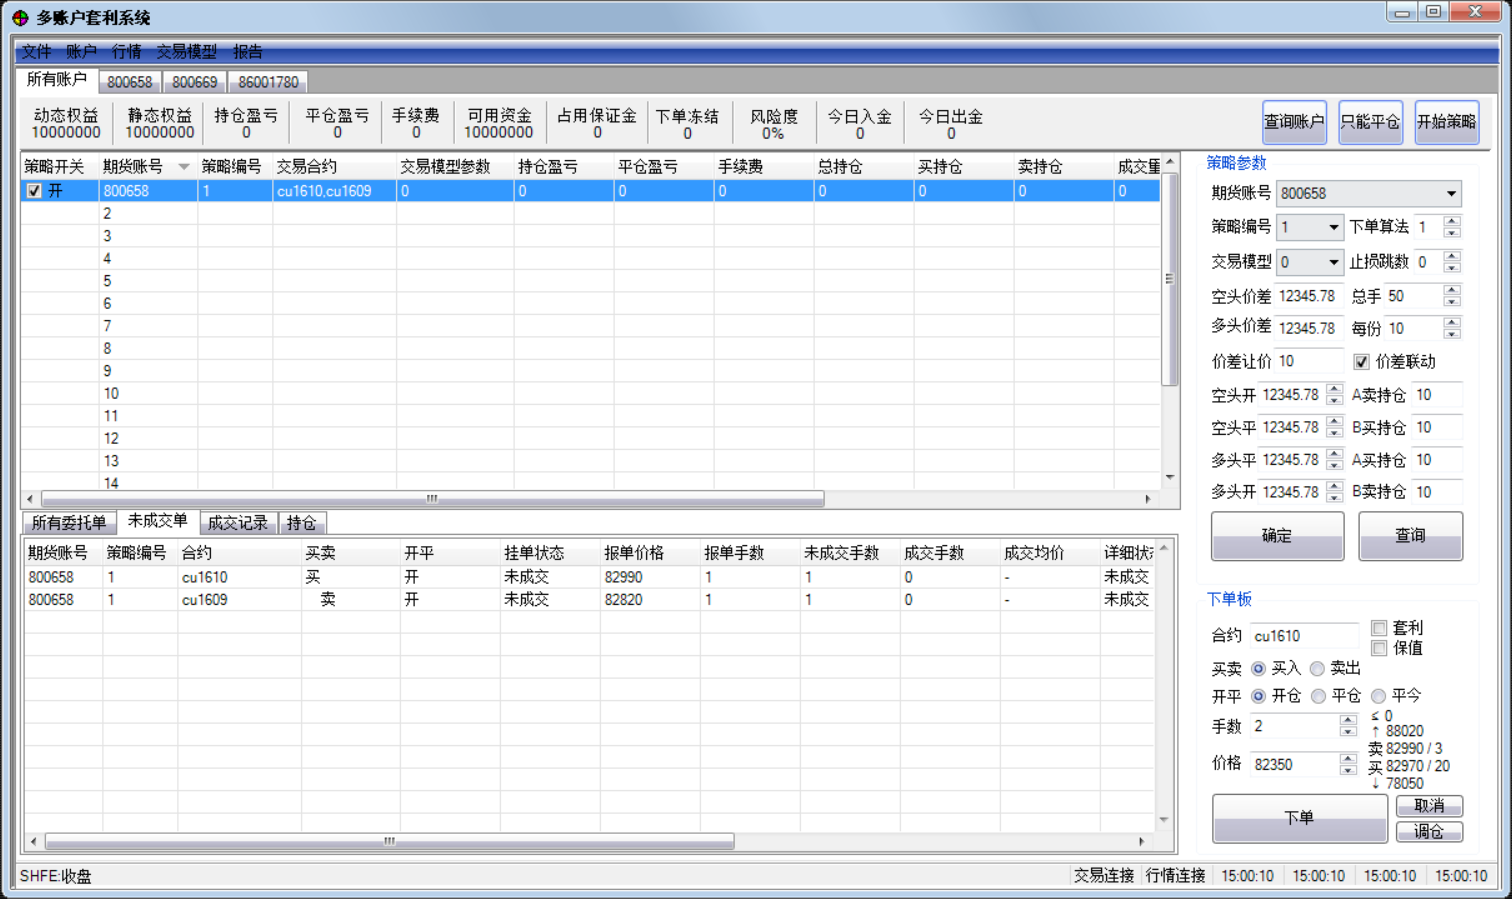 多账户套利系统
文件 账户 行情 交易模型 报告
所有账户 800658 800669 86001780
动态权益 静态权益 持仓盈亏 平仓盈亏 手续费 可用资金 占用保证金 下单冻结 风险度 今日入金 今日出金
10000000 10000000 0 0 0 10000000 0 0 0% 0 0
查询账户 只能平仓 开始策略
策略开关 期货账号 策略编号 交易合约 交易模型参数 持仓盈亏 平仓盈亏 手续费 总持仓 买持仓 卖持仓 成交量
开 800658 1 cu1610,cu1609 0 0 0 0 0 0 0 0
2
3
4
5
6
7
8
9
10
11
12
13
14
策略参数
期货账号 800658
策略编号 1 下单算法 1
交易模型 0 止损跳数 0
空头价差 12345.78 总手 50
多头价差 12345.78 每份 10
价差让价 10 价差联动
空头开 12345.78 A卖持仓 10
空头平 12345.78 B买持仓 10
多头平 12345.78 A买持仓 10
多头开 12345.78 B卖持仓 10
确定 查询
所有委托单 未成交单 成交记录 持仓
期货账号 策略编号 合约 买卖 开平 挂单状态 报单价格 报单手数 未成交手数 成交手数 成交均价 详细状
800658 1 cu1610 买 开 未成交 82990 1 1 0 - 未成交
800658 1 cu1609 卖 开 未成交 82820 1 1 0 - 未成交
下单板
合约 cu1610 套利
保值
买卖 买入 卖出
开平 开仓 平仓 平今
手数 2
价格 82350
≤ 0
↑ 88020
卖 82990 / 3
买 82970 / 20
↓ 78050
下单 取消
调仓
SHFE:收盘 交易连接 行情连接 15:00:10 15:00:10 15:00:10 15:00:10